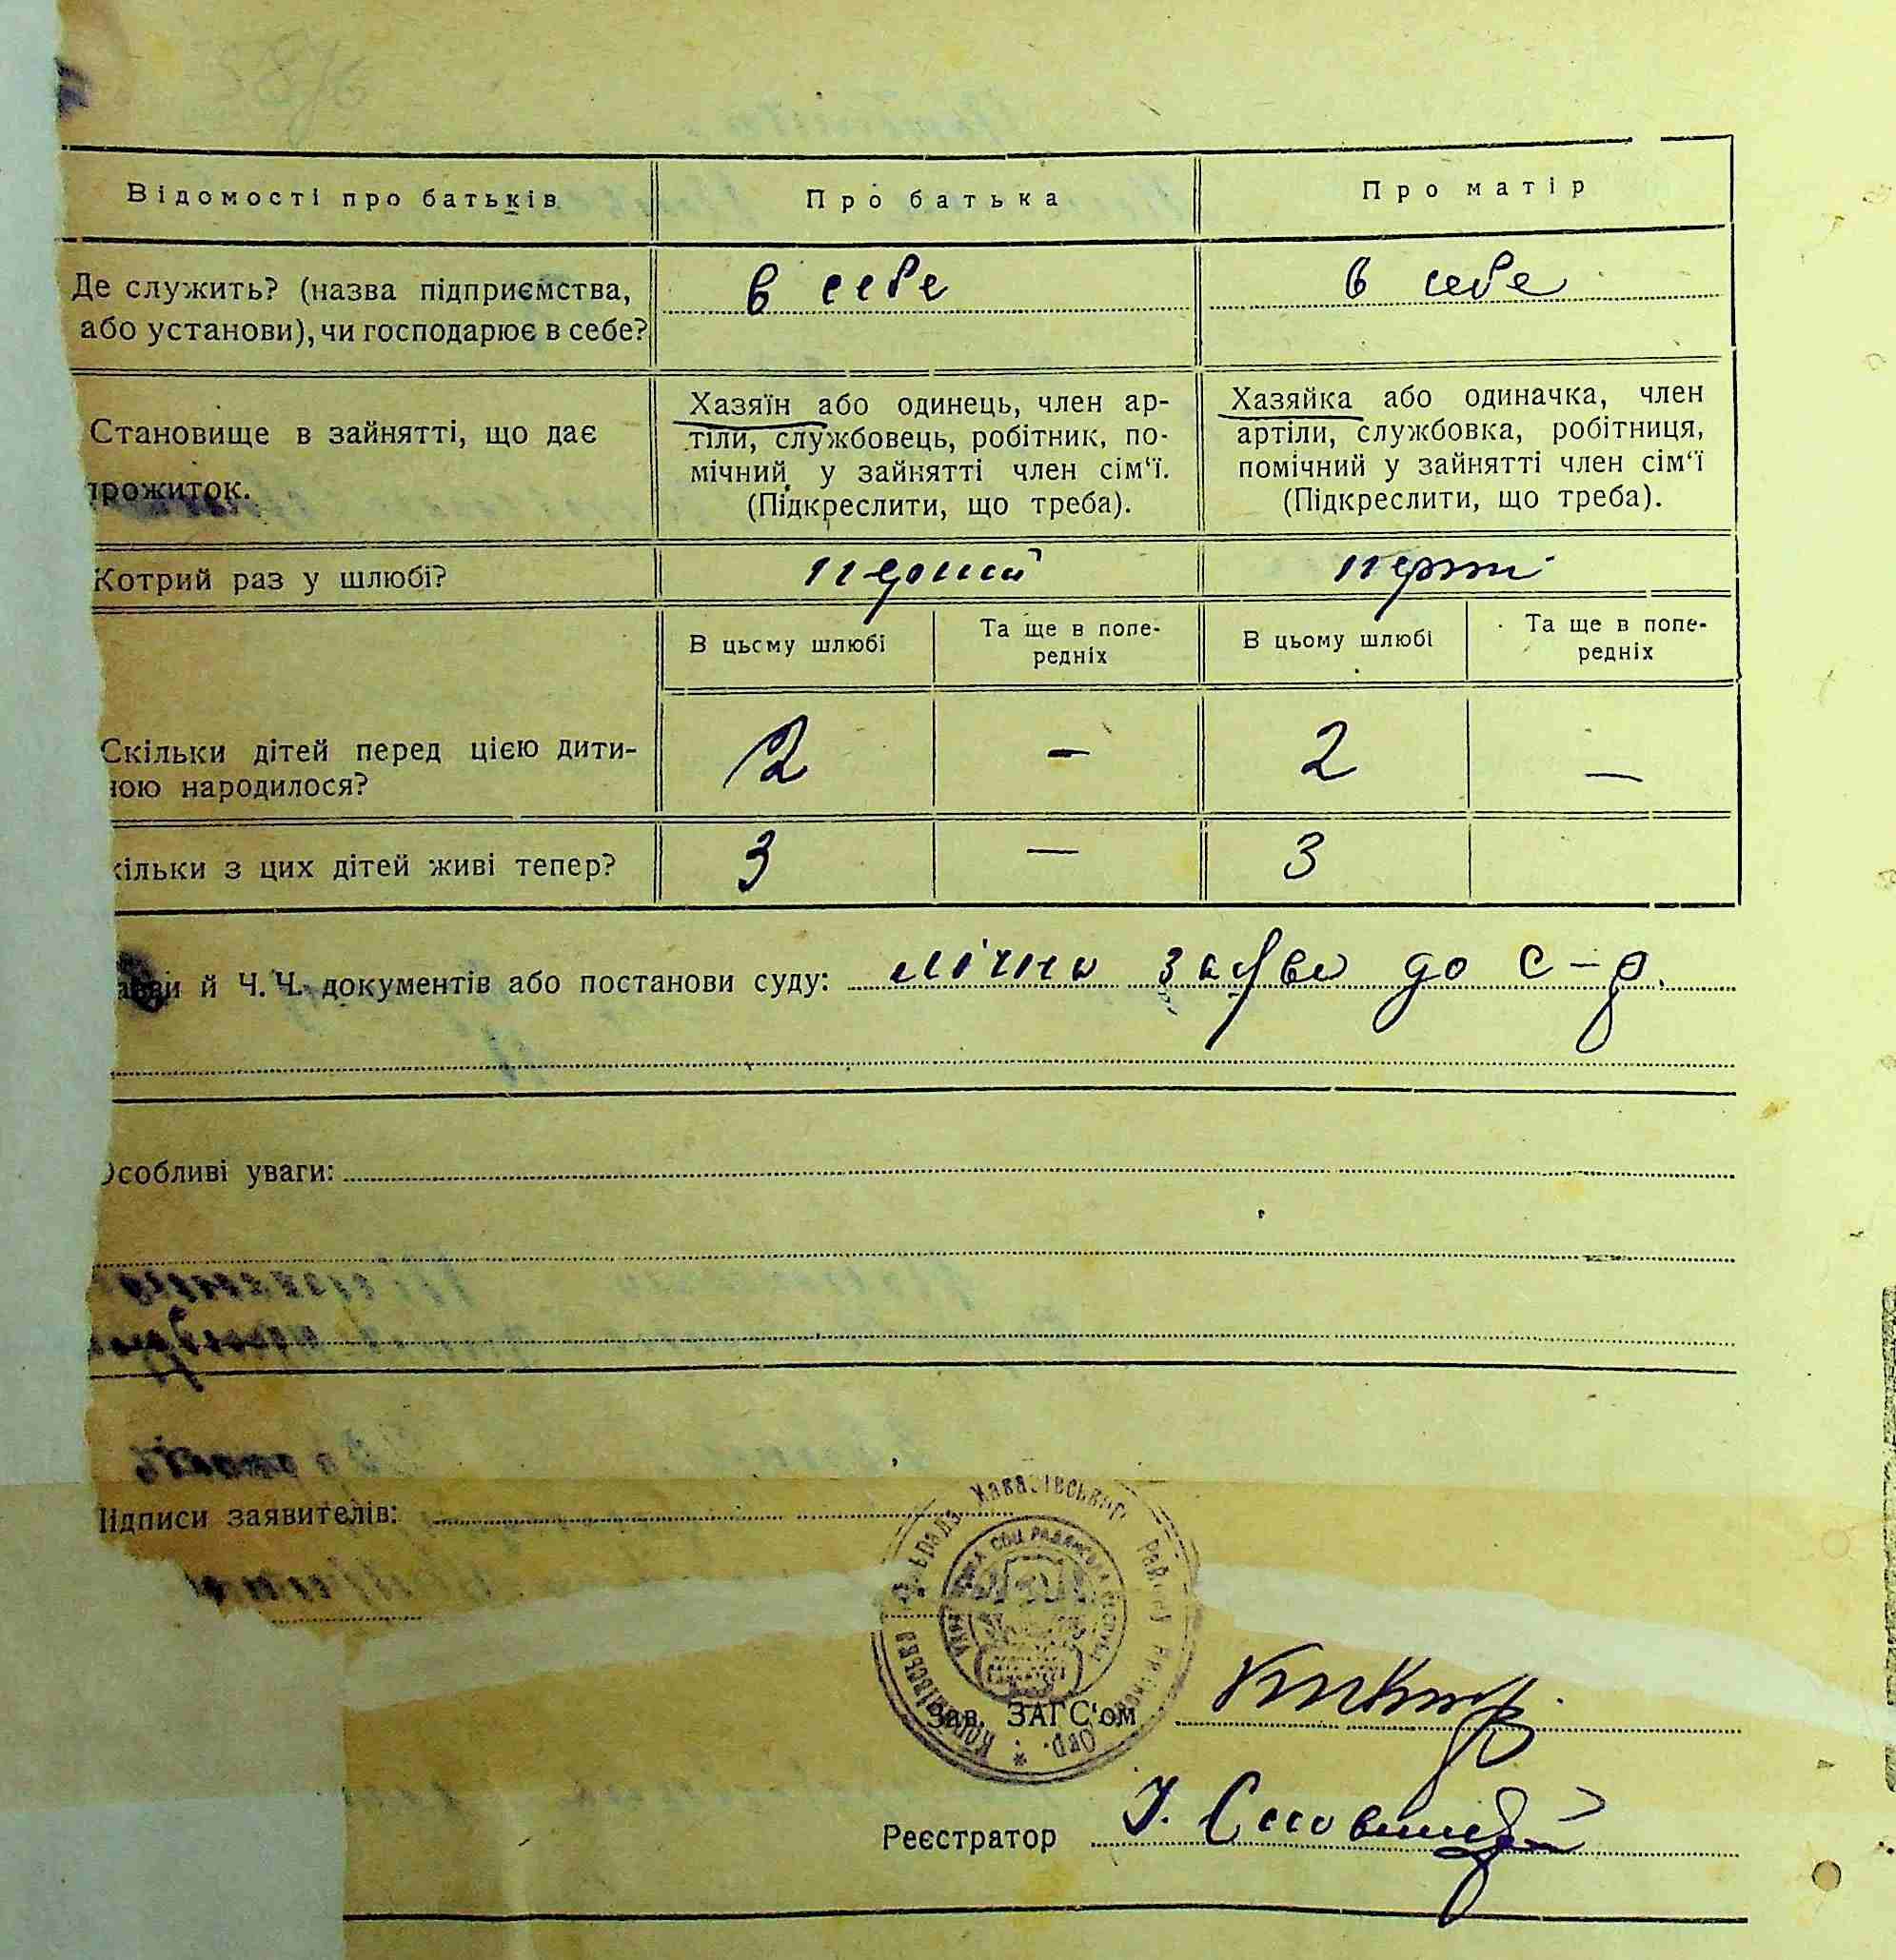 Відомості про батьків Про батька Про матір
Де служить? (назва підприємства, або установи), чи господарює в себе? в себе в себе
Становище в зайнятті, що дає
прожиток.
Хазяїн або одинець, член ар-
тіли, службовець, робітник, по-
мічний у зайнятті член сім'ї.
(Підкреслити, що треба).
Хазяйка або одиначка, член
артіли, службовка, робітниця,
помічний у зайнятті член сім'ї
(Підкреслити, що треба).
Котрий раз у шлюбі? перший
В цьому шлюбі Та ще в попе-
редніх В цьому шлюбі Та ще в попе-
редніх
Скільки дітей перед цією дити-
ною народилося? 2 — 2 —
кільки з цих дітей живі тепер? 3 — 3
й Ч.Ч. документів або постанови суду: до с-р.
Особливі уваги:
Підписи заявителів:
Зав. ЗАГС'ом
Реєстратор